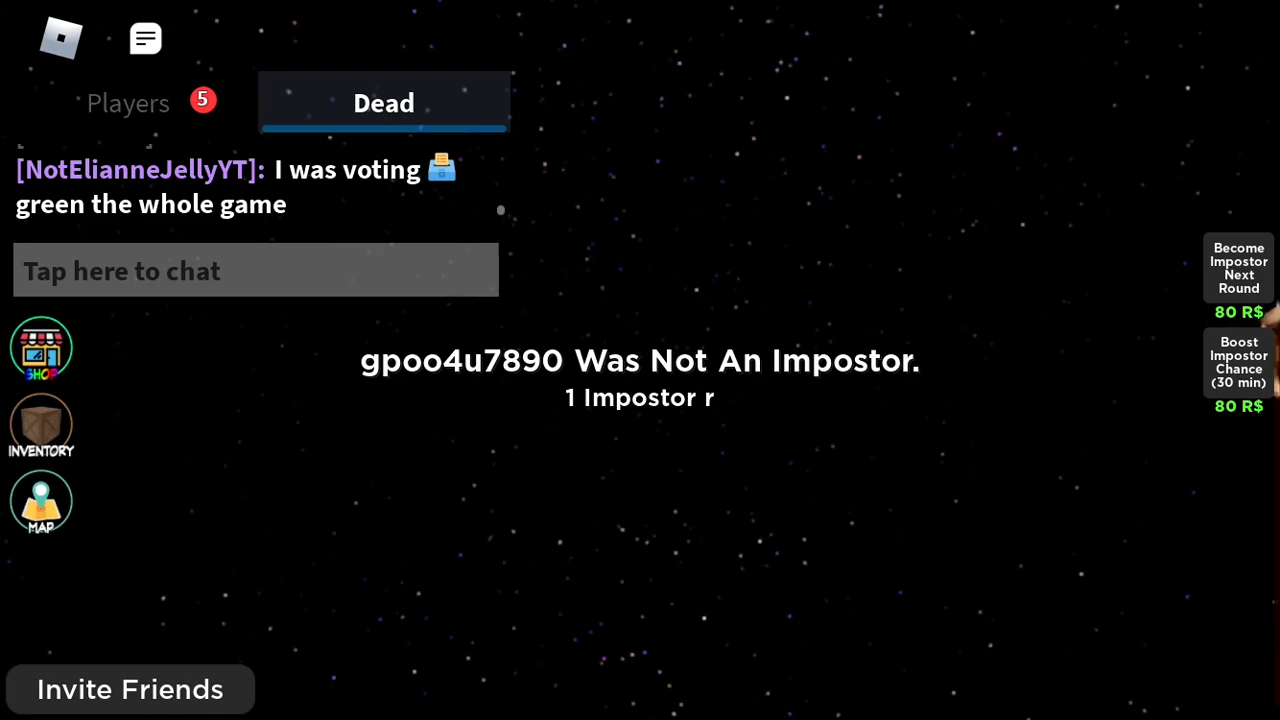 Players 5 Dead
[NotElianneJellyYT]: I was voting 🗳️
green the whole game
Tap here to chat
SHOP
INVENTORY
MAP
gpoo4u7890 Was Not An Impostor.
1 Impostor r
Become
Impostor
Next
Round
80 R$
Boost
Impostor
Chance
(30 min)
80 R$
Invite Friends